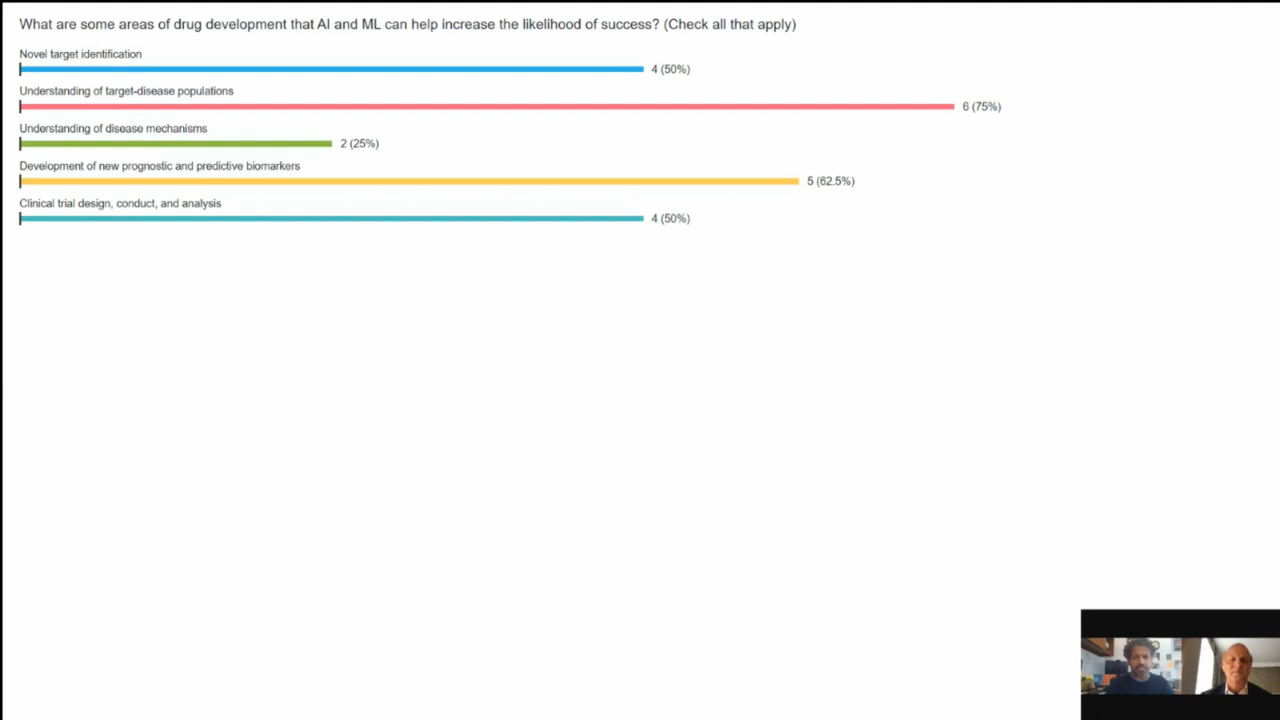 What are some areas of drug development that AI and ML can help increase the likelihood of success? (Check all that apply)
Novel target identification
4 (50%)
Understanding of target-disease populations
6 (75%)
Understanding of disease mechanisms
2 (25%)
Development of new prognostic and predictive biomarkers
5 (62.5%)
Clinical trial design, conduct, and analysis
4 (50%)